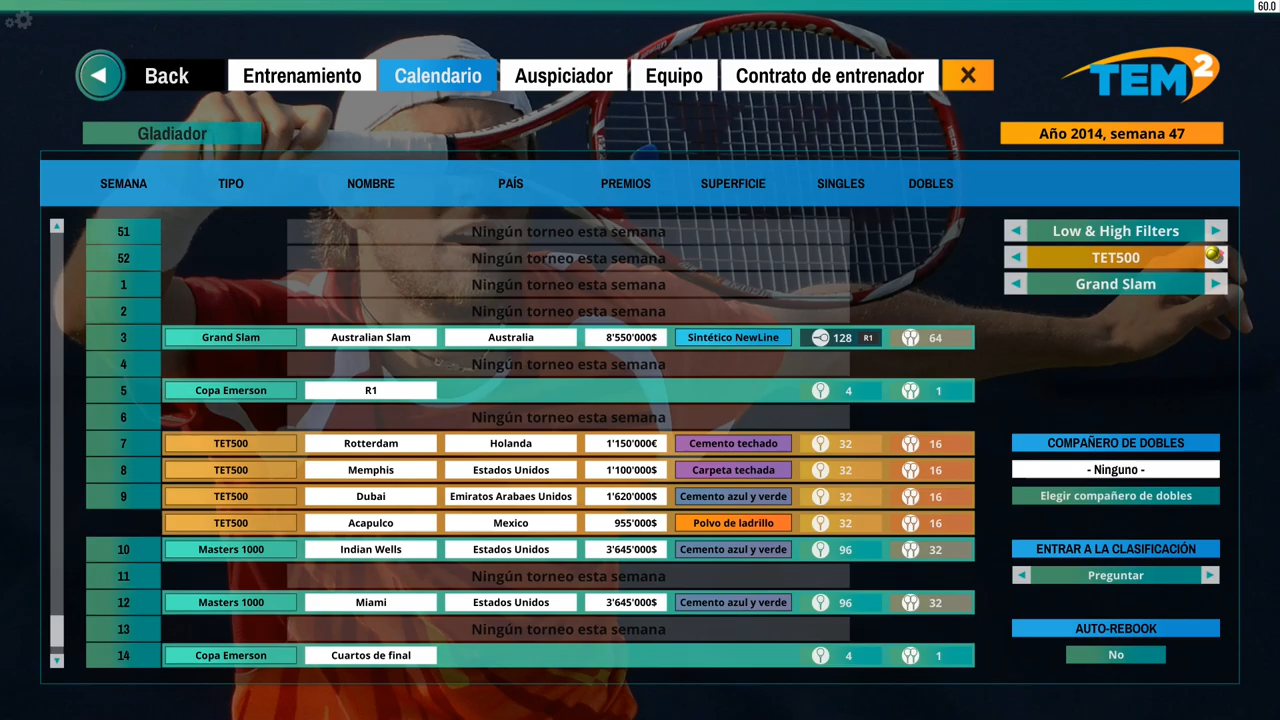 60.0
Back Entrenamiento Calendario Auspiciador Equipo Contrato de entrenador X TEM2
Gladiador Año 2014, semana 47
SEMANA TIPO NOMBRE PAÍS PREMIOS SUPERFICIE SINGLES DOBLES
51 Ningún torneo esta semana Low & High Filters
52 Ningún torneo esta semana TET500
1 Ningún torneo esta semana Grand Slam
2 Ningún torneo esta semana
3 Grand Slam Australian Slam Australia 8'550'000$ Sintético NewLine 128 R1 64
4 Ningún torneo esta semana
5 Copa Emerson R1 4 1
6 Ningún torneo esta semana
7 TET500 Rotterdam Holanda 1'150'000€ Cemento techado 32 16 COMPAÑERO DE DOBLES
8 TET500 Memphis Estados Unidos 1'100'000$ Carpeta techada 32 16 - Ninguno -
9 TET500 Dubai Emiratos Arabaes Unidos 1'620'000$ Cemento azul y verde 32 16 Elegir compañero de dobles
TET500 Acapulco Mexico 955'000$ Polvo de ladrillo 32 16
10 Masters 1000 Indian Wells Estados Unidos 3'645'000$ Cemento azul y verde 96 32 ENTRAR A LA CLASIFICACIÓN
11 Ningún torneo esta semana Preguntar
12 Masters 1000 Miami Estados Unidos 3'645'000$ Cemento azul y verde 96 32
13 Ningún torneo esta semana AUTO-REBOOK
14 Copa Emerson Cuartos de final 4 1 No